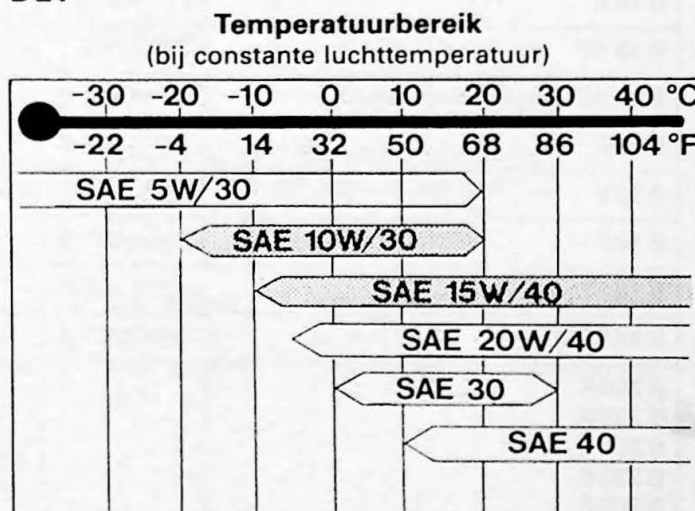 Temperatuurbereik
(bij constante luchttemperatuur)
-30 -20 -10 0 10 20 30 40 °C
-22 -4 14 32 50 68 86 104 °F
SAE 5W/30
SAE 10W/30
SAE 15W/40
SAE 20W/40
SAE 30
SAE 40